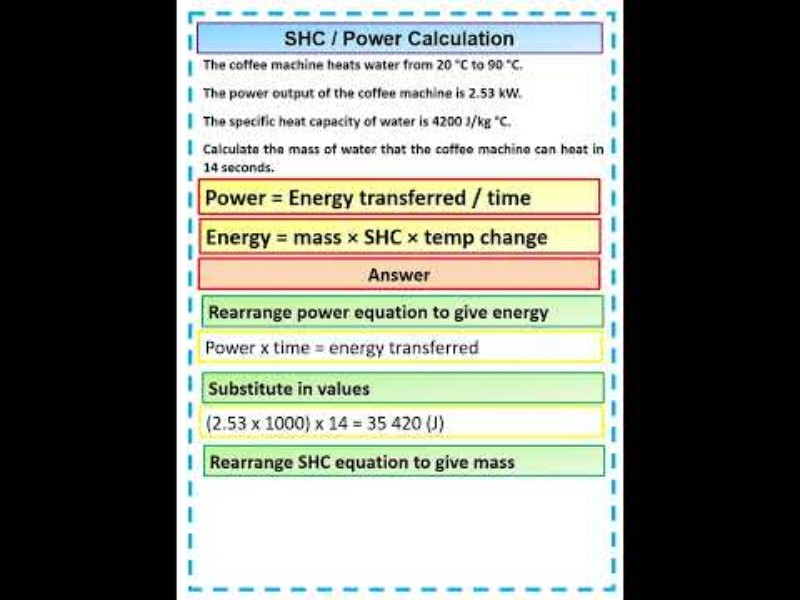 SHC / Power Calculation
The coffee machine heats water from 20 °C to 90 °C.
The power output of the coffee machine is 2.53 kW.
The specific heat capacity of water is 4200 J/kg °C.
Calculate the mass of water that the coffee machine can heat in
14 seconds.
Power = Energy transferred / time
Energy = mass × SHC × temp change
Answer
Rearrange power equation to give energy
Power x time = energy transferred
Substitute in values
(2.53 x 1000) x 14 = 35 420 (J)
Rearrange SHC equation to give mass